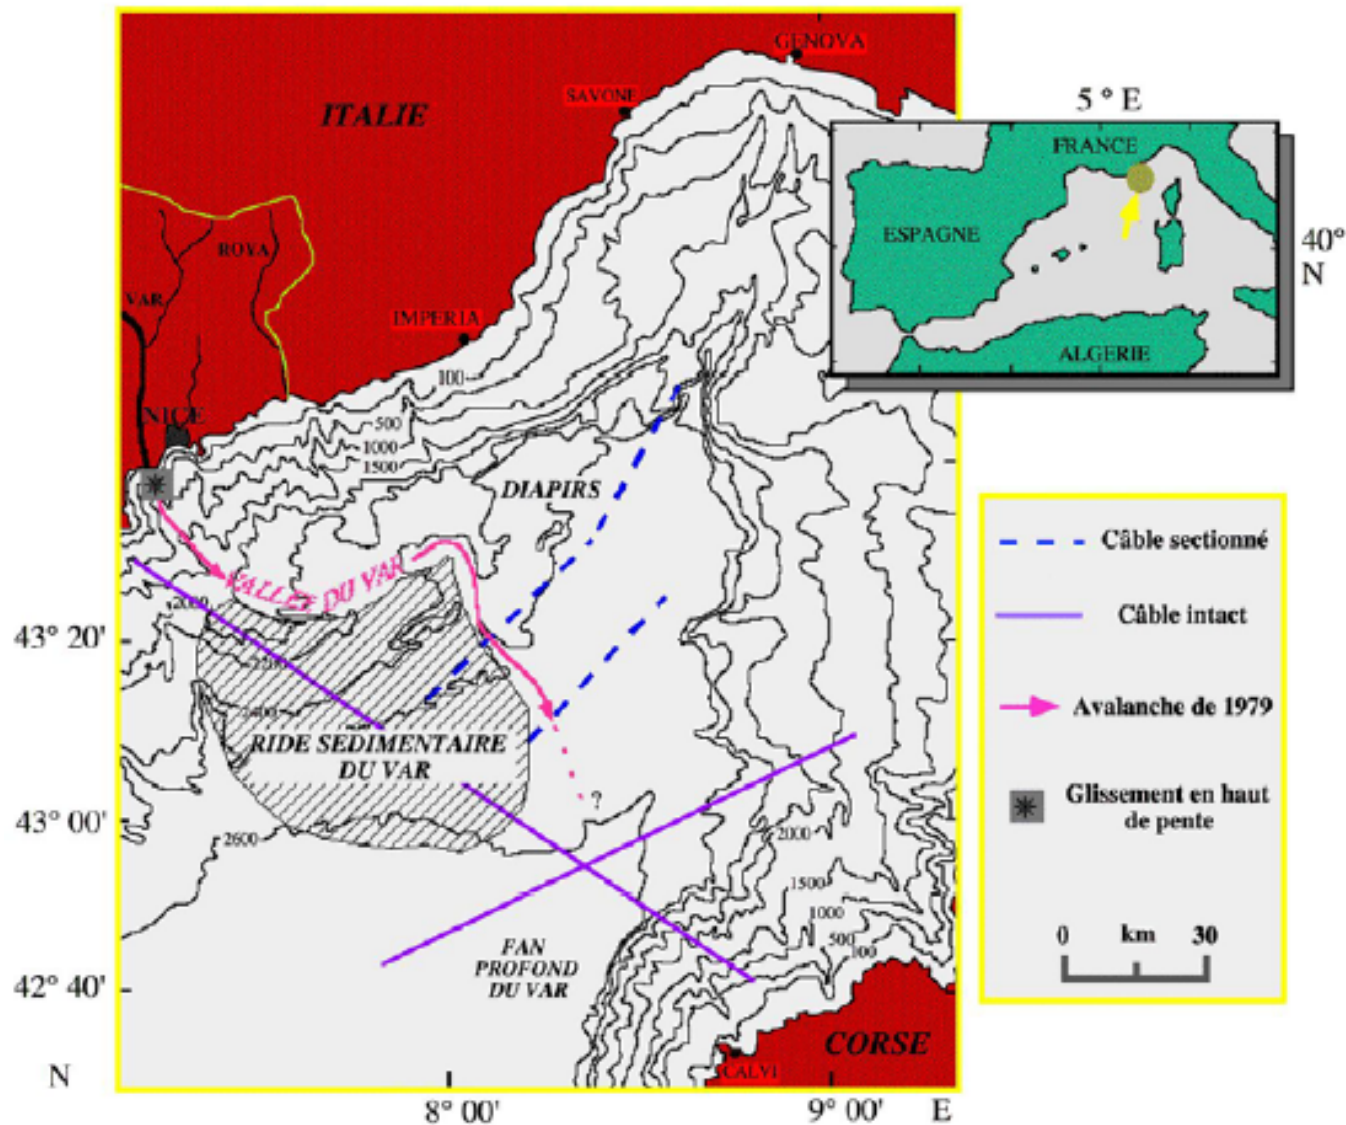 GENOVA
SAVONE
ITALIE
5 ° E
FRANCE
ESPAGNE
40°
N
ALGERIE
ROYA
VAR
IMPERIA
100
NICE
500
1000
1500
DIAPIRS
VALLEE DU VAR
2000
2200
2400
43° 20'
RIDE SEDIMENTAIRE
DU VAR
?
43° 00'
2600
2000
1500
1000
500
100
FAN
PROFOND
DU VAR
42° 40'
CORSE
CALVI
N
8° 00'
9° 00'
E
Câble sectionné
Câble intact
Avalanche de 1979
Glissement en haut
de pente
0 km 30